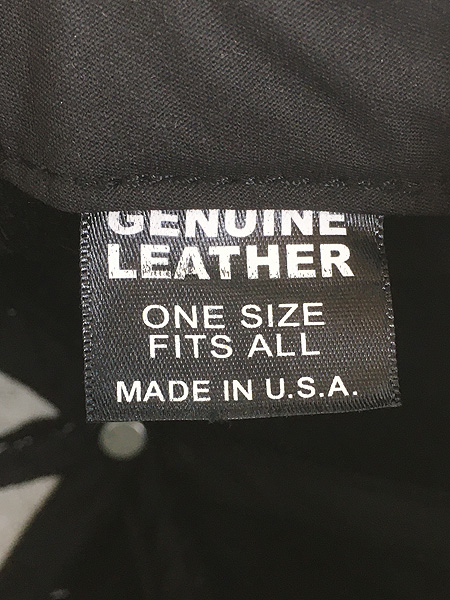 GENUINE
LEATHER
ONE SIZE
FITS ALL
MADE IN U.S.A.